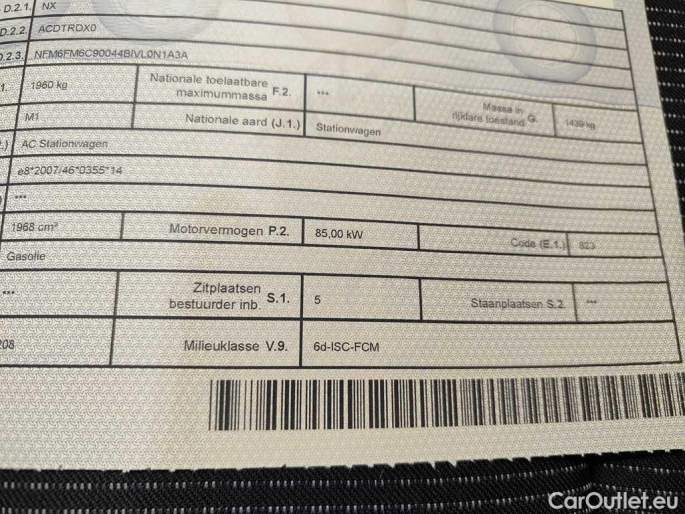 D.2.1. NX
D.2.2. ACDTRDX0
D.2.3. NFM6FM6C90044BIVL0N1A3A
1. 1960 kg Nationale toelaatbare maximummassa F.2. *** Massa in rijklare toestand G. 1439 kg
M1 Nationale aard (J.1.) Stationwagen
.) AC Stationwagen
e8*2007/46*0355*14
) ***
1968 cm³ Motorvermogen P.2. 85,00 kW Code (E.1.) 823
Gasolie
*** Zitplaatsen bestuurder inb. S.1. 5 Staanplaatsen S.2. ***
208 Milieuklasse V.9. 6d-ISC-FCM
CarOutlet.eu